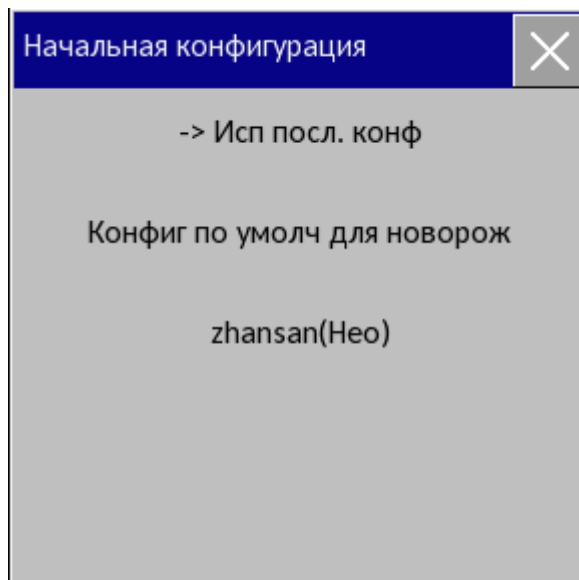 Начальная конфигурация
-> Исп посл. конф
Конфиг по умолч для новорож
zhansan(Нео)